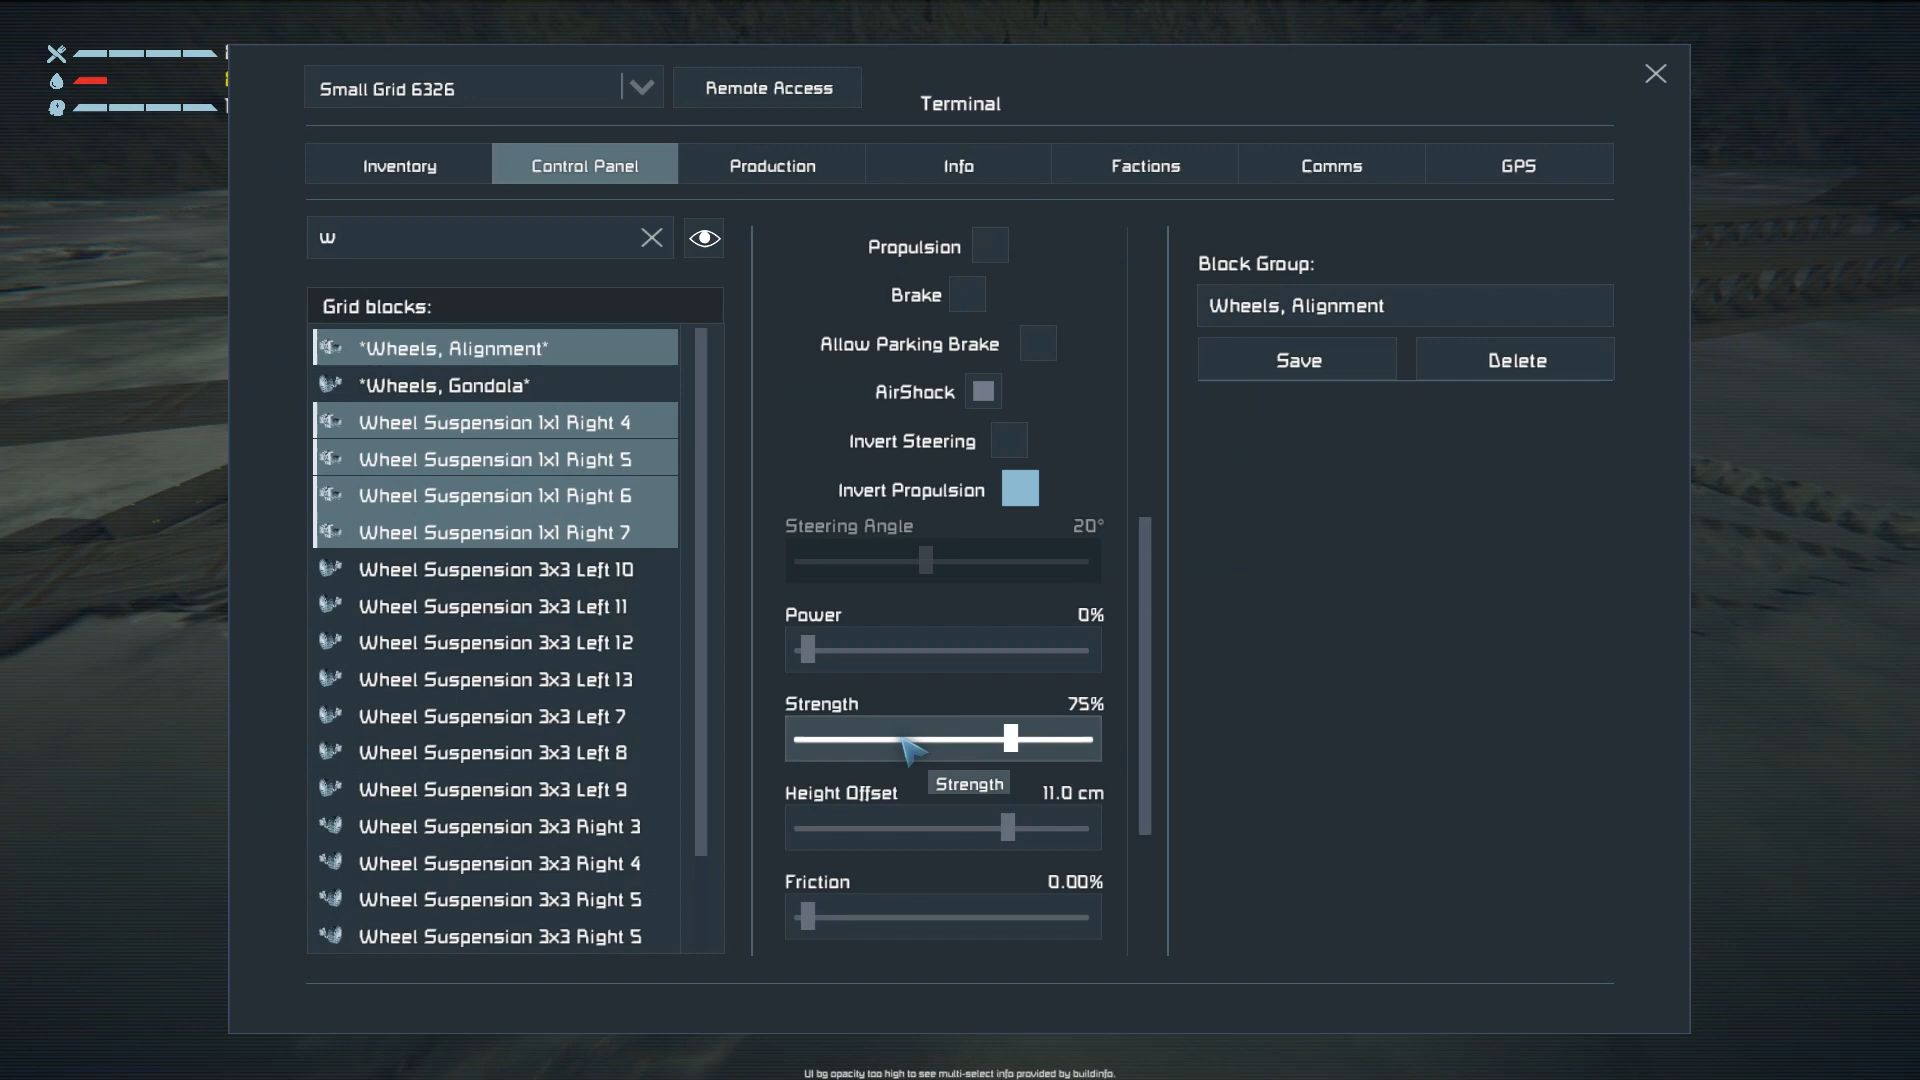 Small Grid 6326
Remote Access
Terminal
Inventory
Control Panel
Production
Info
Factions
Comms
GPS
w
Grid blocks:
*Wheels, Alignment*
*Wheels, Gondola*
Wheel Suspension 1x1 Right 4
Wheel Suspension 1x1 Right 5
Wheel Suspension 1x1 Right 6
Wheel Suspension 1x1 Right 7
Wheel Suspension 3x3 Left 10
Wheel Suspension 3x3 Left 11
Wheel Suspension 3x3 Left 12
Wheel Suspension 3x3 Left 13
Wheel Suspension 3x3 Left 7
Wheel Suspension 3x3 Left 8
Wheel Suspension 3x3 Left 9
Wheel Suspension 3x3 Right 3
Wheel Suspension 3x3 Right 4
Wheel Suspension 3x3 Right 5
Wheel Suspension 3x3 Right 5
Propulsion
Brake
Allow Parking Brake
AirShock
Invert Steering
Invert Propulsion
Steering Angle 20°
Power 0%
Strength 75%
Strength
Height Offset 11.0 cm
Friction 0.00%
Block Group:
Wheels, Alignment
Save
Delete
UI bg opacity too high to see multi-select info provided by buildinfo.